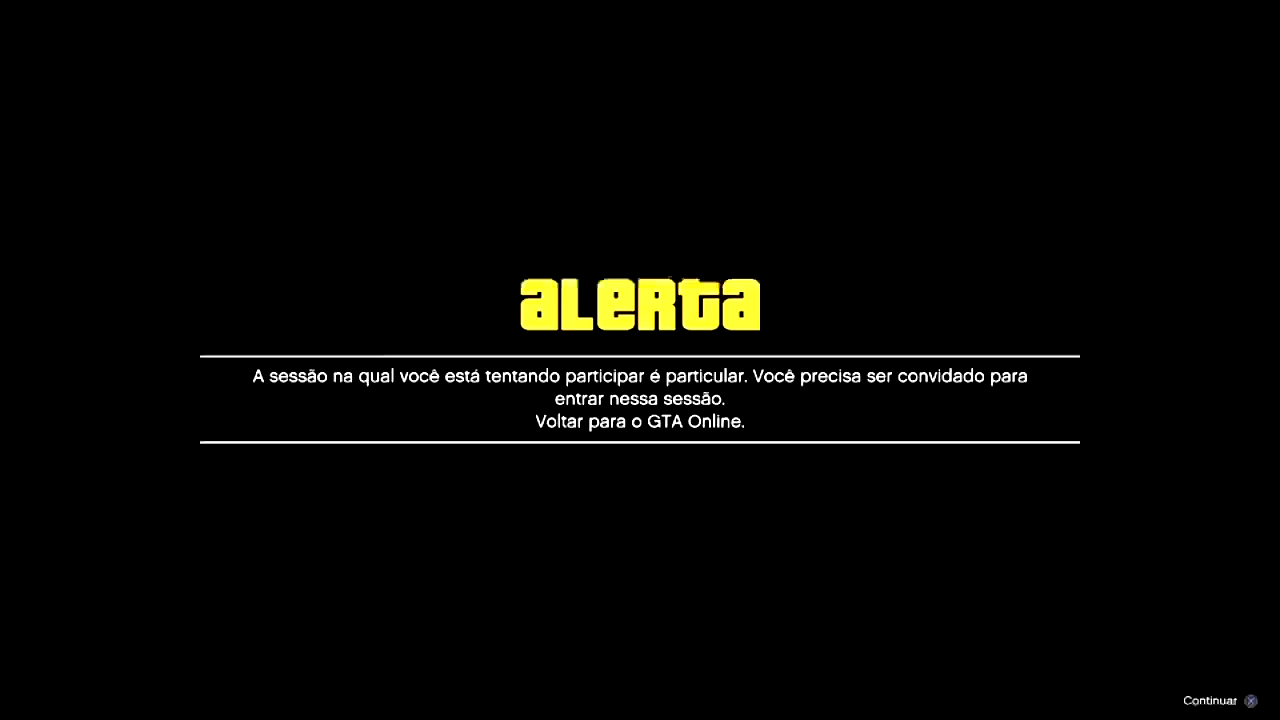 ALERTA
A sessão na qual você está tentando participar é particular. Você precisa ser convidado para
entrar nessa sessão.
Voltar para o GTA Online.
Continuar